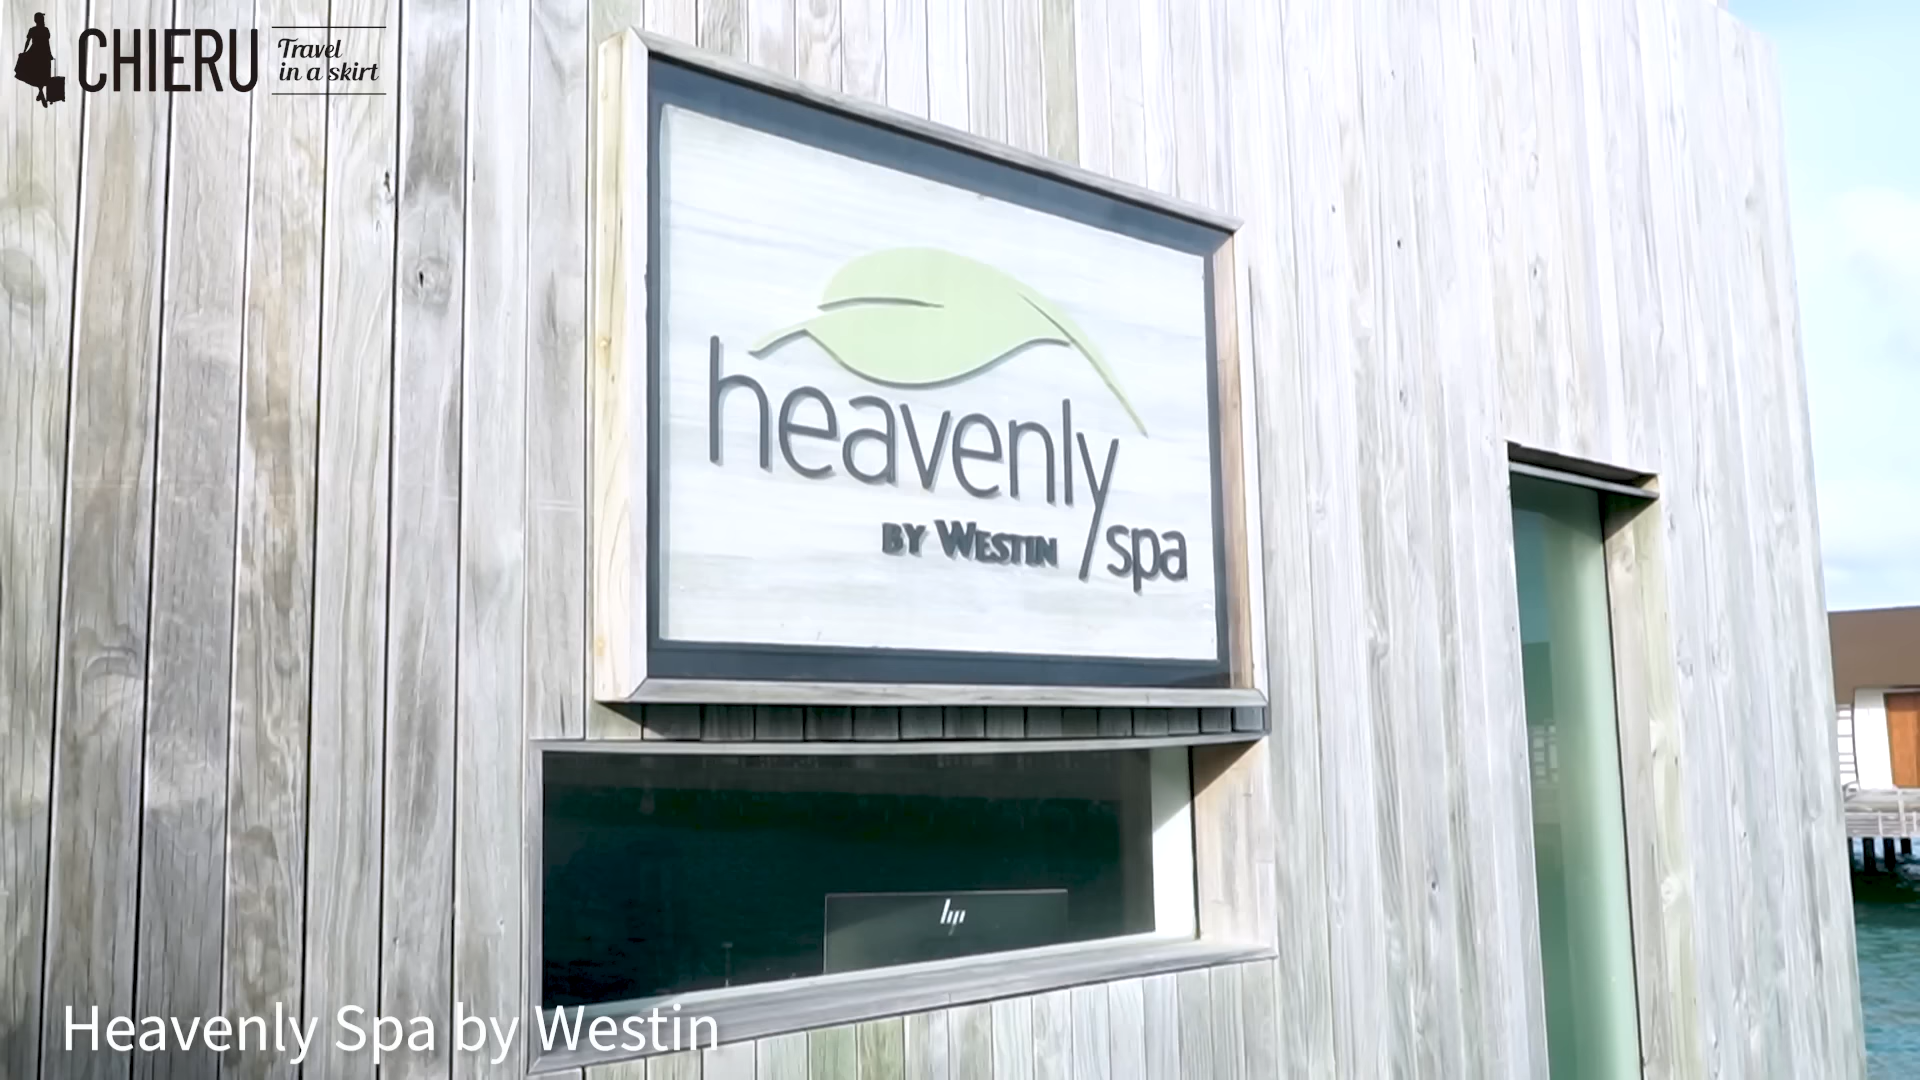 CHIERU
Travel
in a skirt
heavenly
BY WESTIN spa
hp
Heavenly Spa by Westin